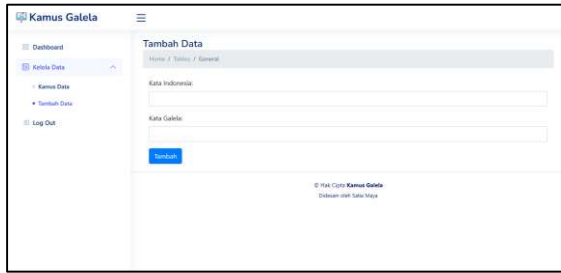 Kamus Galela
Dashboard
Kelola Data
Kamus Data
Tambah Data
Log Out
Tambah Data
Home / Tables / General
Kata Indonesia:
Kata Galela:
Tambah
© Hak Cipta Kamus Galela
Didesain oleh Salas Maya